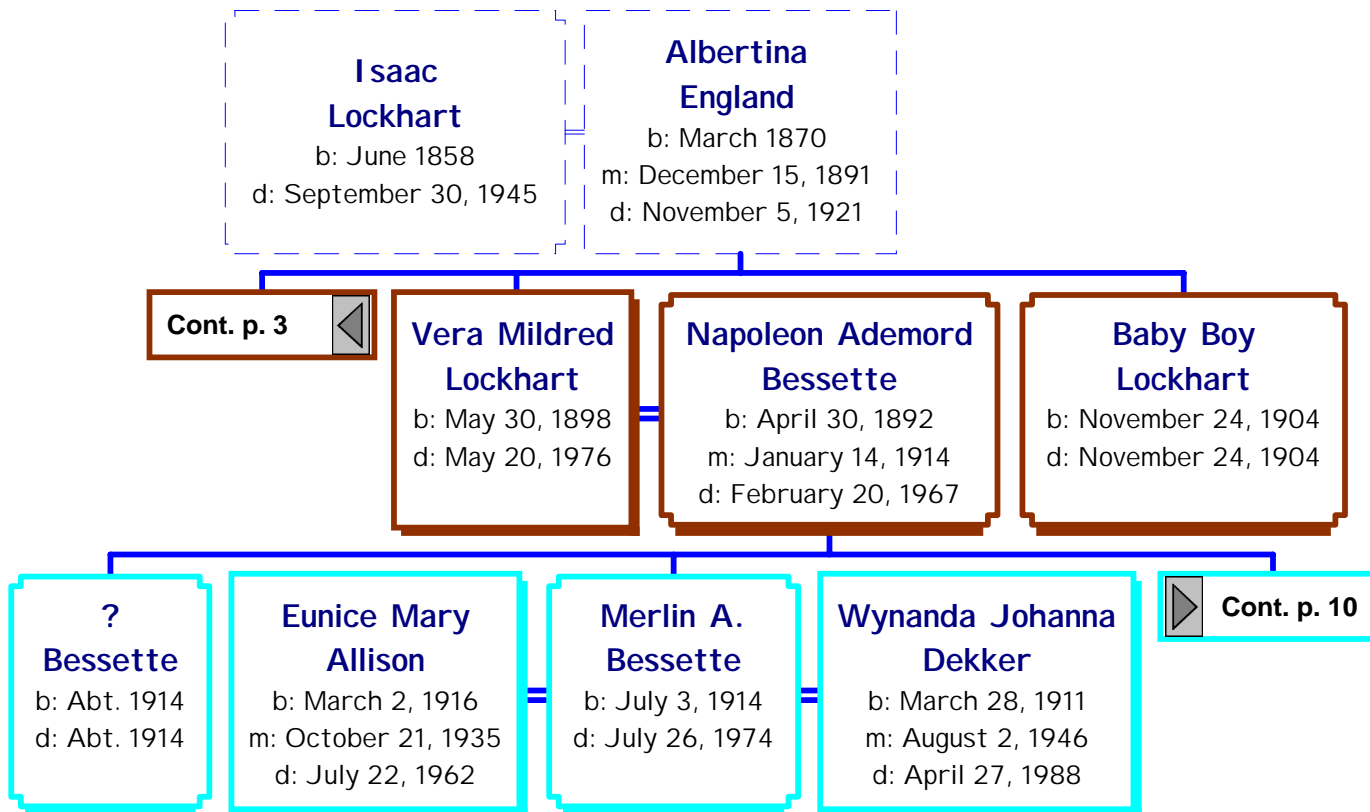 Isaac
Lockhart
b: June 1858
d: September 30, 1945
Albertina
England
b: March 1870
m: December 15, 1891
d: November 5, 1921
Cont. p. 3
Vera Mildred
Lockhart
b: May 30, 1898
d: May 20, 1976
Napoleon Ademord
Bessette
b: April 30, 1892
m: January 14, 1914
d: February 20, 1967
Baby Boy
Lockhart
b: November 24, 1904
d: November 24, 1904
?
Bessette
b: Abt. 1914
d: Abt. 1914
Eunice Mary
Allison
b: March 2, 1916
m: October 21, 1935
d: July 22, 1962
Merlin A.
Bessette
b: July 3, 1914
d: July 26, 1974
Wynanda Johanna
Dekker
b: March 28, 1911
m: August 2, 1946
d: April 27, 1988
Cont. p. 10